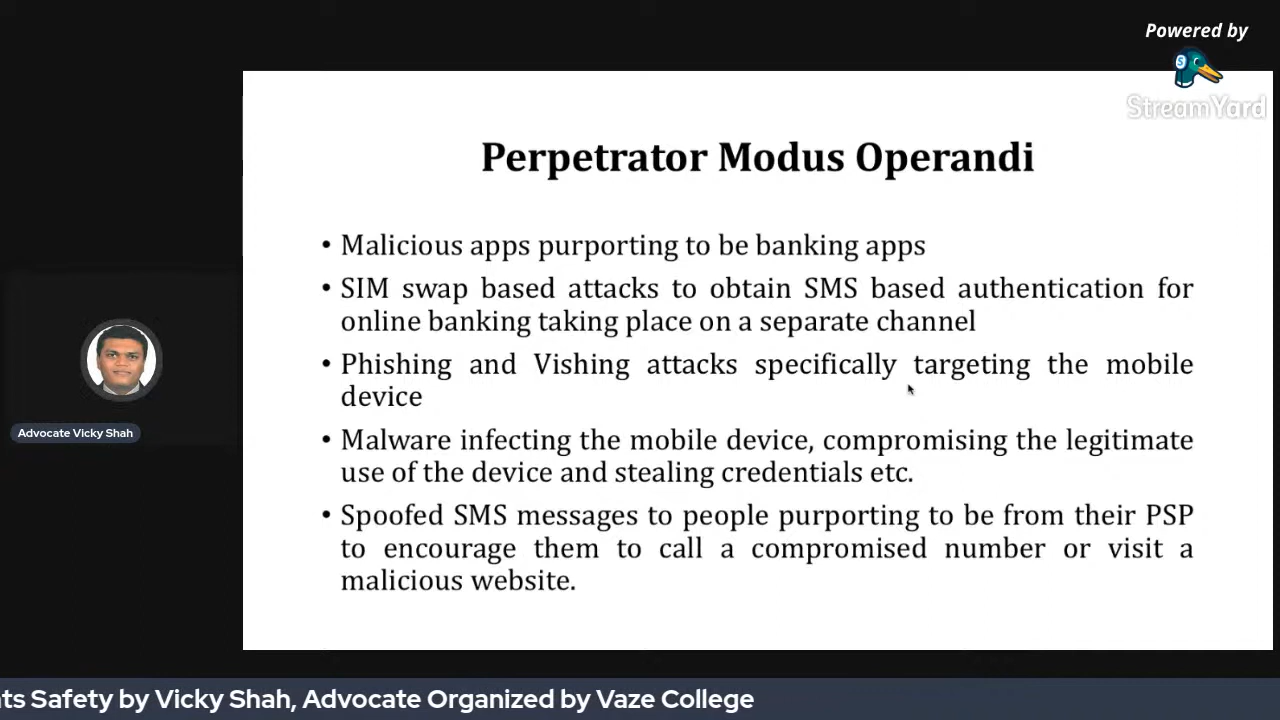 Powered by
StreamYard
Perpetrator Modus Operandi
• Malicious apps purporting to be banking apps
• SIM swap based attacks to obtain SMS based authentication for
online banking taking place on a separate channel
• Phishing and Vishing attacks specifically targeting the mobile
device
• Malware infecting the mobile device, compromising the legitimate
use of the device and stealing credentials etc.
• Spoofed SMS messages to people purporting to be from their PSP
to encourage them to call a compromised number or visit a
malicious website.
Advocate Vicky Shah
Safety by Vicky Shah, Advocate Organized by Vaze College